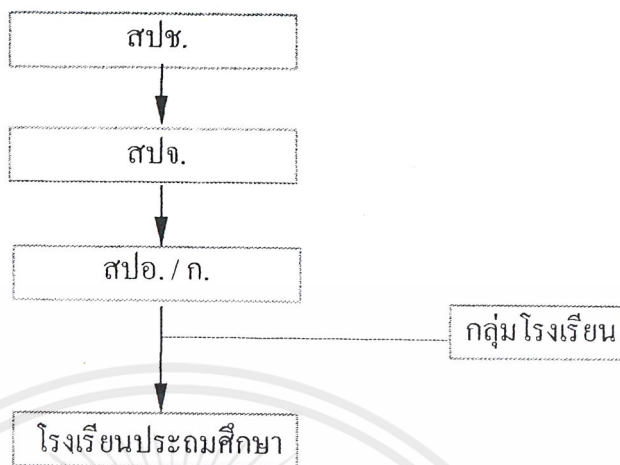 สปช.
สปจ.
สปอ. / ก.
กลุ่มโรงเรียน
โรงเรียนประถมศึกษา